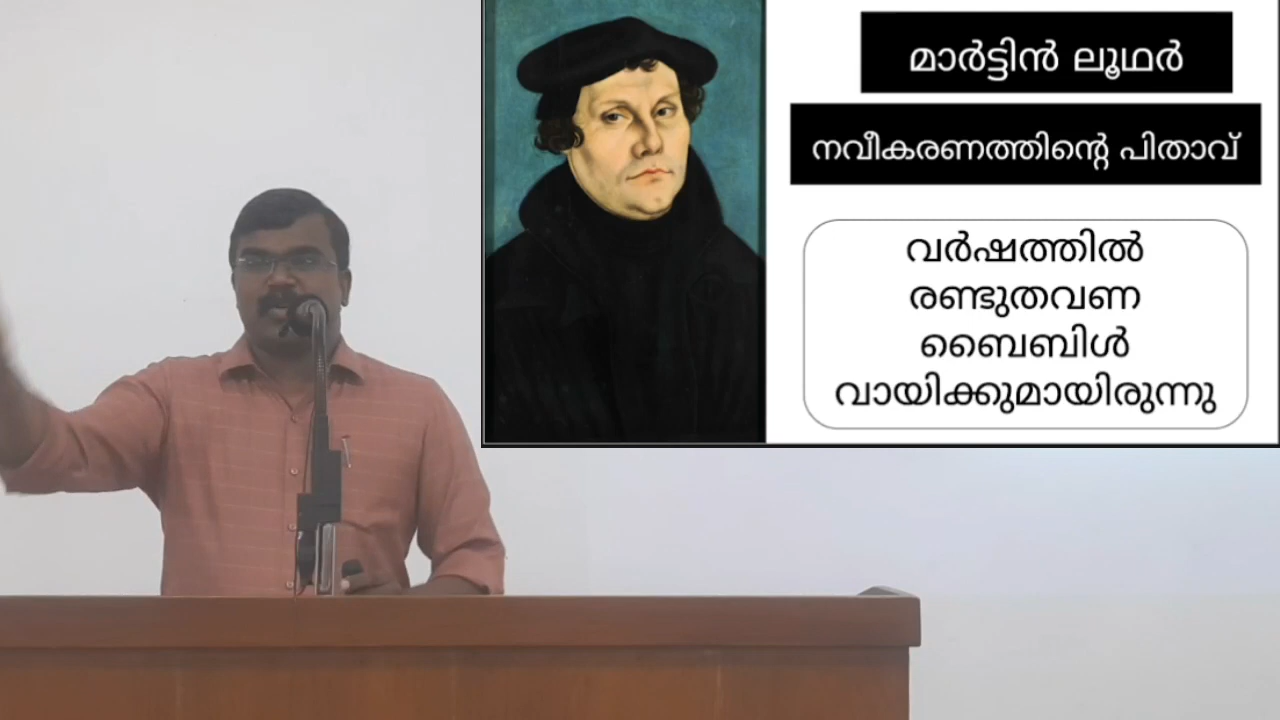 മാർട്ടിൻ ലൂഥർ
നവീകരണത്തിന്റെ പിതാവ്
വർഷത്തിൽ
രണ്ടുതവണ
ബൈബിൾ
വായിക്കുമായിരുന്നു